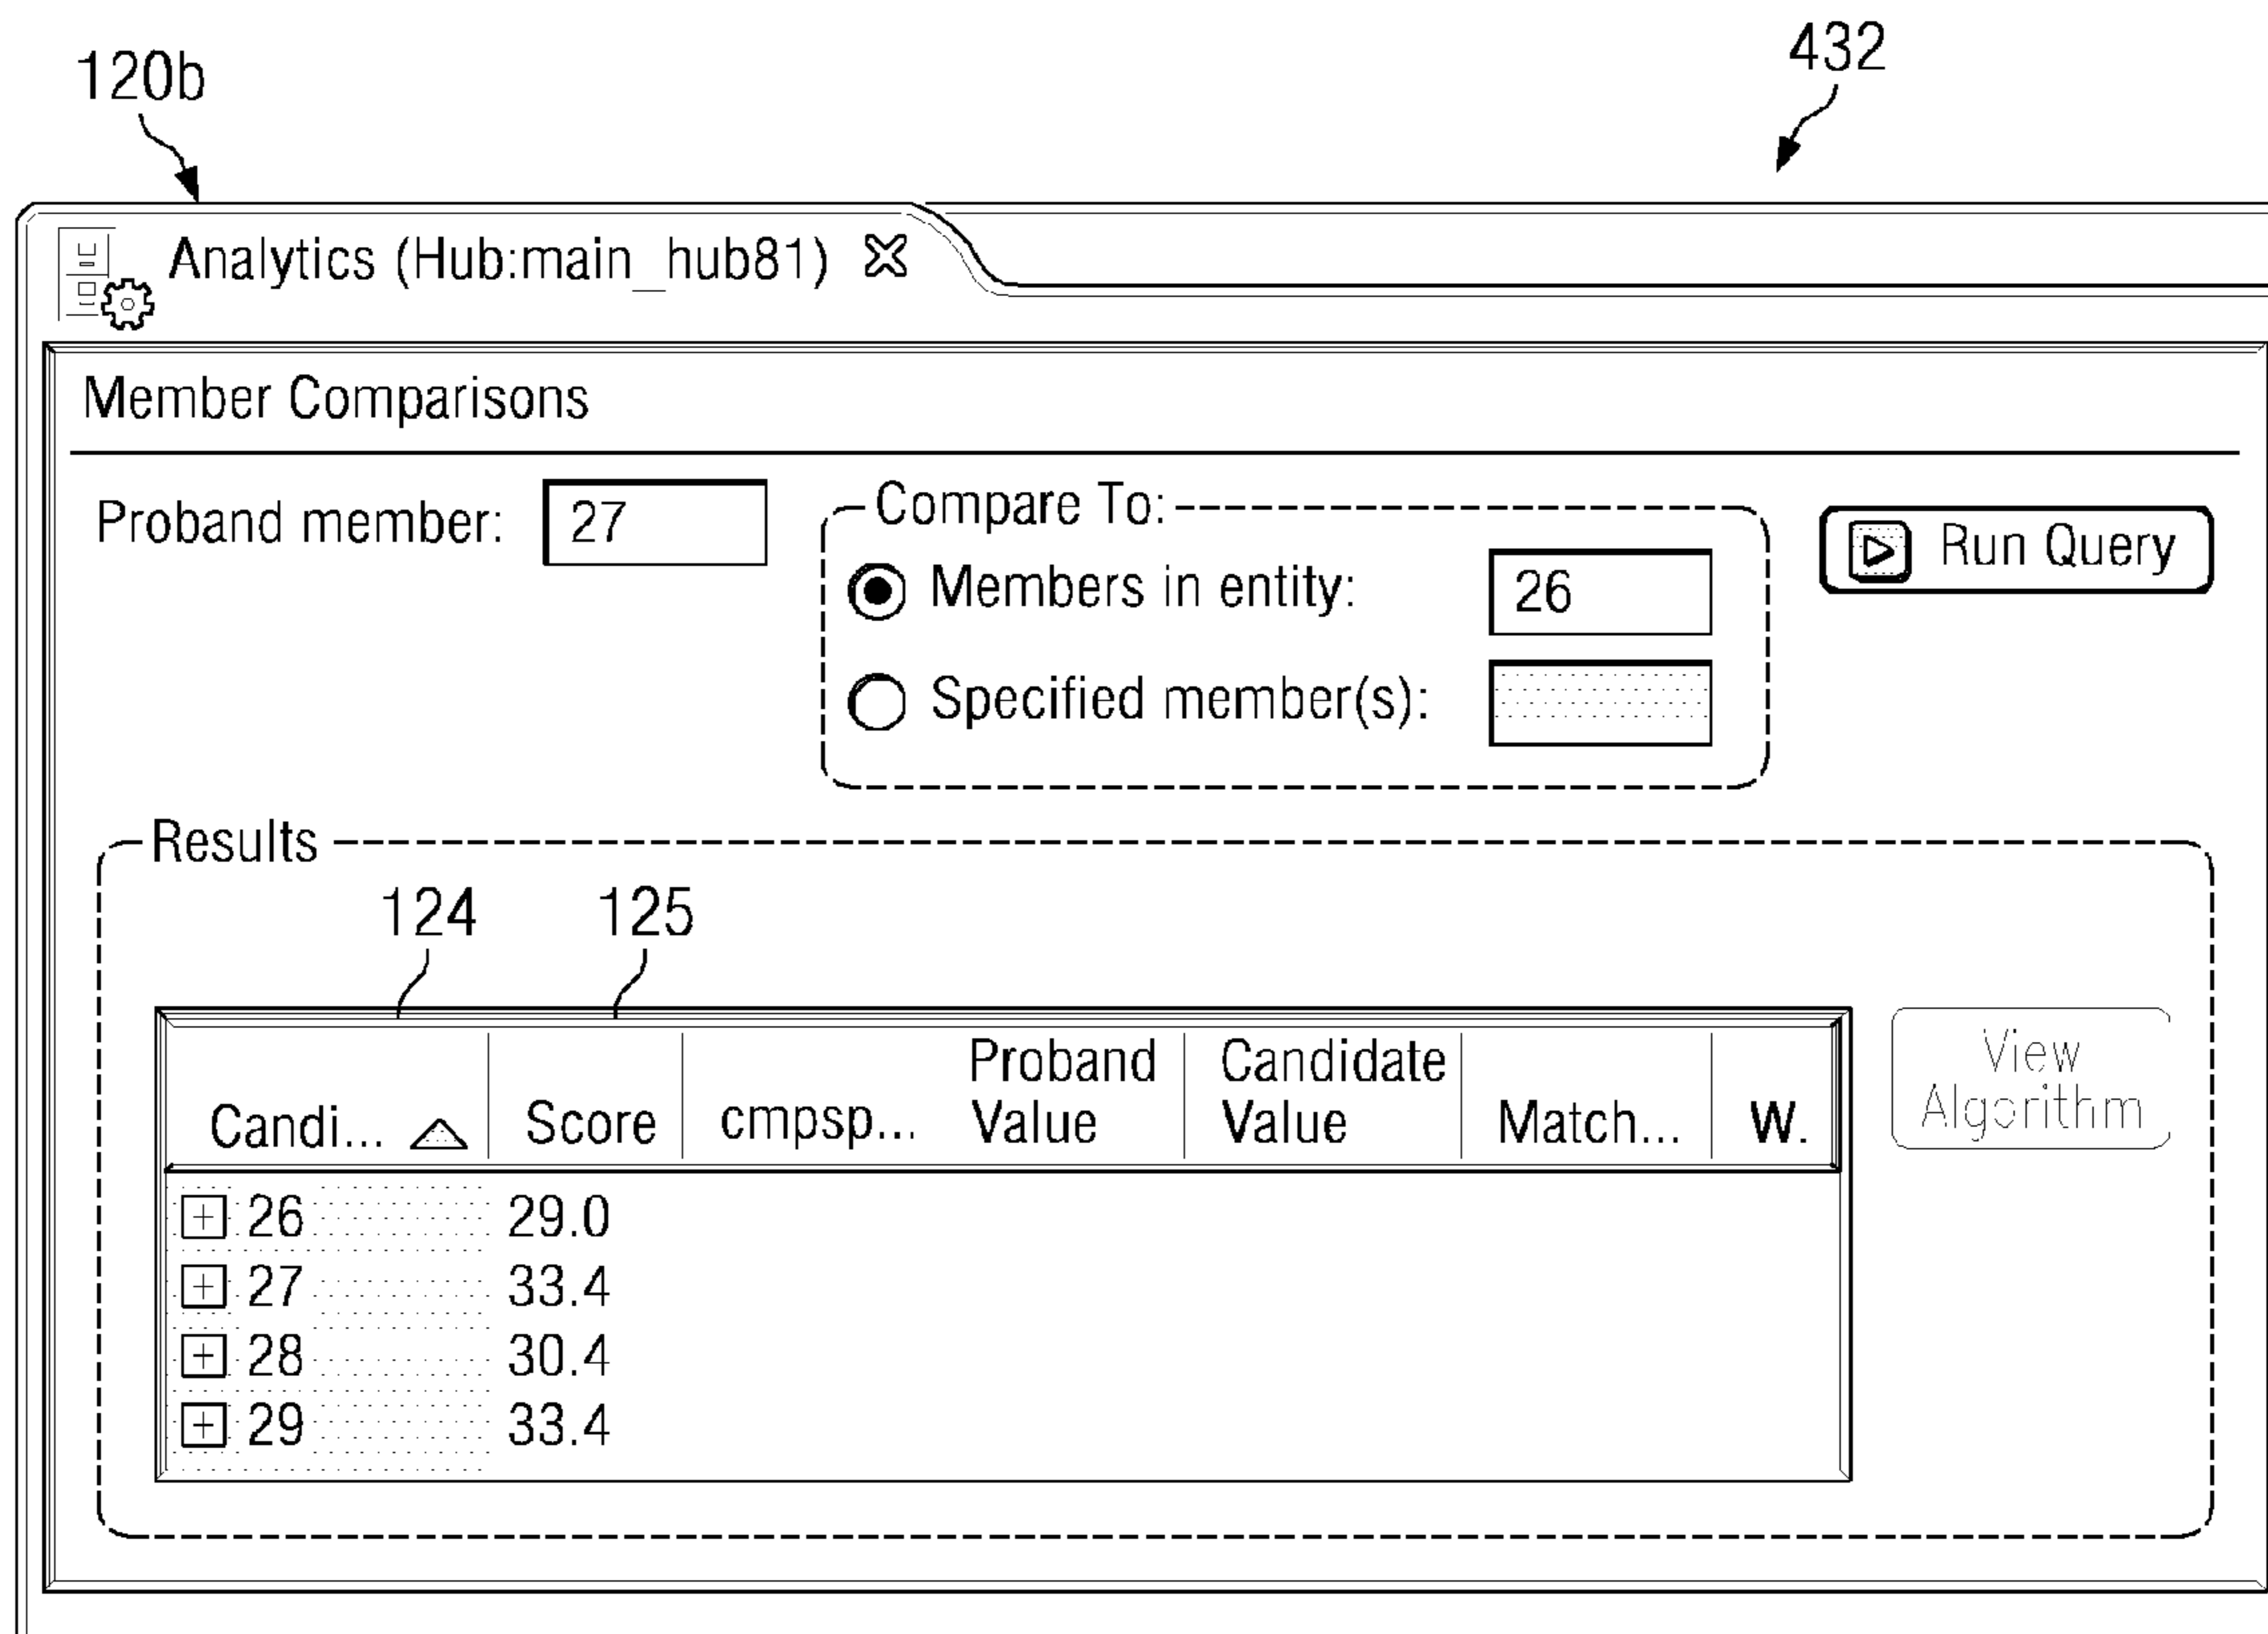 120b
432
Analytics (Hub:main_hub81)
Member Comparisons
Proband member: 27
Compare To:
Members in entity: 26
Run Query
Specified member(s):
Results
124 125
Candi... Score cmpsp... Proband Value Candidate Value Match... W.
View
Algorithm
26 29.0
27 33.4
28 30.4
29 33.4